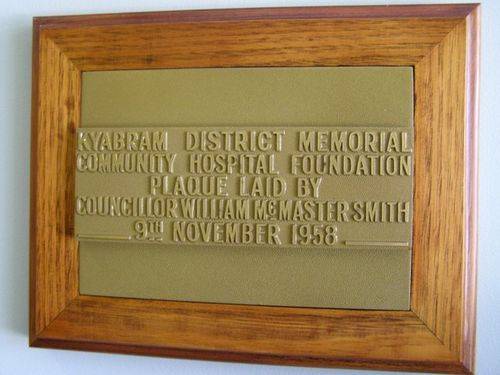 KYABRAM DISTRICT MEMORIAL
COMMUNITY HOSPITAL FOUNDATION
PLAQUE LAID BY
COUNCILLOR WILLIAM McMASTER SMITH
9TH NOVEMBER 1958